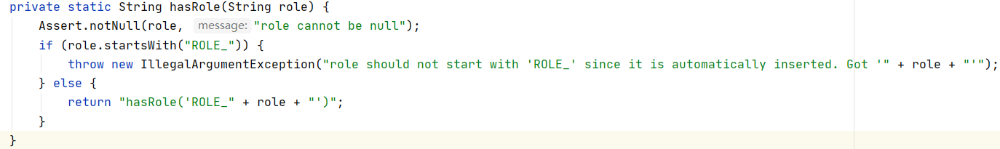 private static String hasRole(String role) {
    Assert.notNull(role, message: "role cannot be null");
    if (role.startsWith("ROLE_")) {
        throw new IllegalArgumentException("role should not start with 'ROLE_' since it is automatically inserted. Got '" + role + "'");
    } else {
        return "hasRole('ROLE_" + role + "')";
    }
}